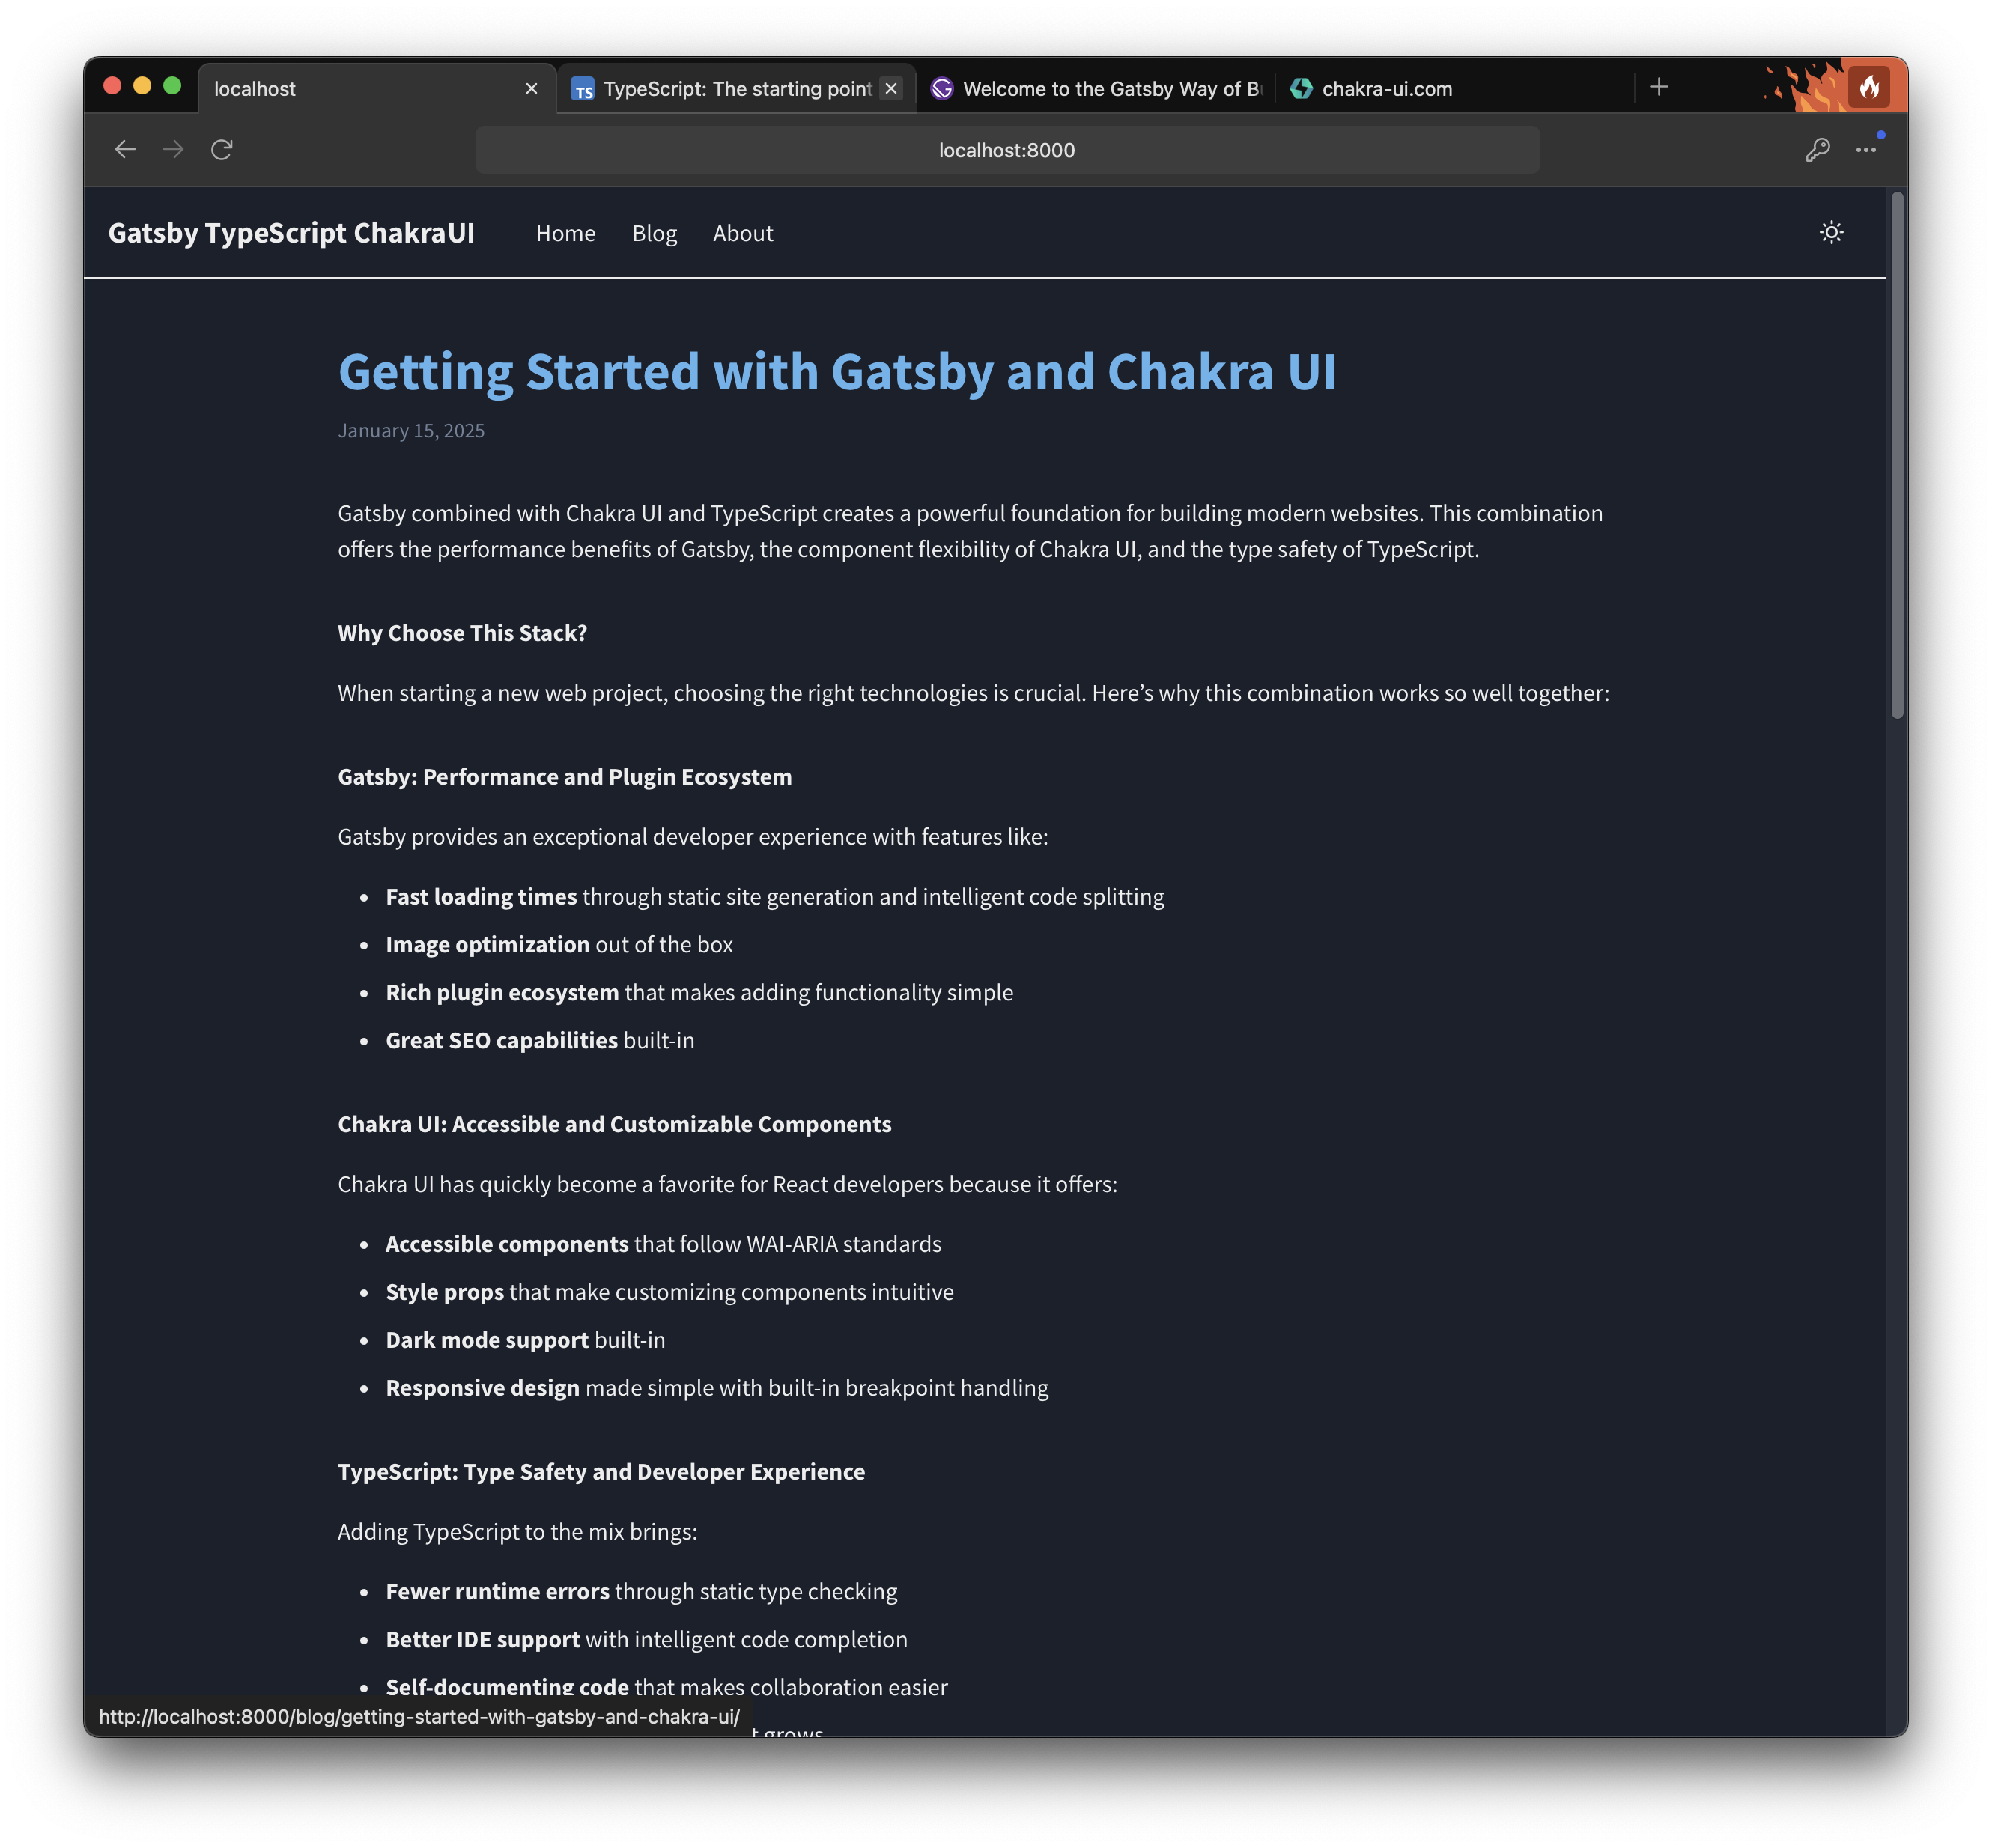 localhost
TypeScript: The starting point
Welcome to the Gatsby Way of
chakra-ui.com
localhost:8000
Gatsby TypeScript ChakraUI
Home
Blog
About
Getting Started with Gatsby and Chakra UI
January 15, 2025
Gatsby combined with Chakra UI and TypeScript creates a powerful foundation for building modern websites. This combination
offers the performance benefits of Gatsby, the component flexibility of Chakra UI, and the type safety of TypeScript.
Why Choose This Stack?
When starting a new web project, choosing the right technologies is crucial. Here’s why this combination works so well together:
Gatsby: Performance and Plugin Ecosystem
Gatsby provides an exceptional developer experience with features like:
• Fast loading times through static site generation and intelligent code splitting
• Image optimization out of the box
• Rich plugin ecosystem that makes adding functionality simple
• Great SEO capabilities built-in
Chakra UI: Accessible and Customizable Components
Chakra UI has quickly become a favorite for React developers because it offers:
• Accessible components that follow WAI-ARIA standards
• Style props that make customizing components intuitive
• Dark mode support built-in
• Responsive design made simple with built-in breakpoint handling
TypeScript: Type Safety and Developer Experience
Adding TypeScript to the mix brings:
• Fewer runtime errors through static type checking
• Better IDE support with intelligent code completion
• Self-documenting code that makes collaboration easier
http://localhost:8000/blog/getting-started-with-gatsby-and-chakra-ui/
t grows